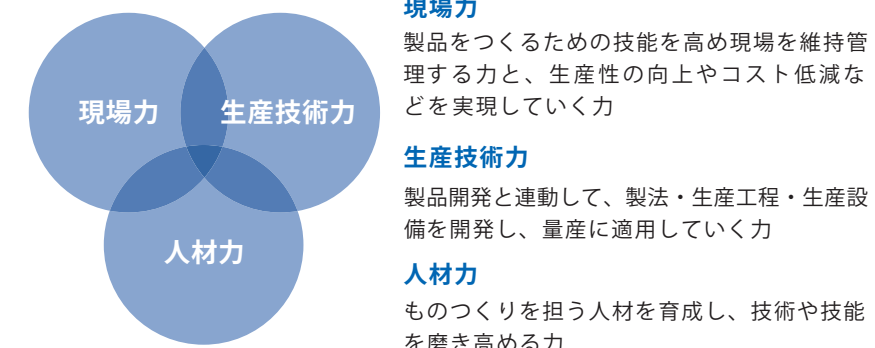 現場力
生産技術力
人材力
現場力
製品をつくるための技能を高め現場を維持管
理する力と、生産性の向上やコスト低減な
どを実現していく力
生産技術力
製品開発と連動して、製法・生産工程・生産設
備を開発し、量産に適用していく力
人材力
ものつくりを担う人材を育成し、技術や技能
を磨き高める力